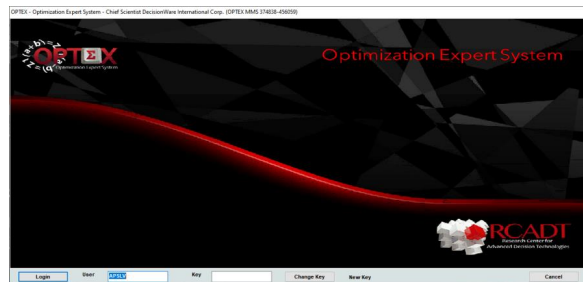 OPTEX - Optimization Expert System - Chief Scientist DecisionWare International Corp. (OPTEX MMS 374838-456059)
OPTΣX
Optimization Expert System
Optimization Expert System
RCADT
Research Center for
Advanced Decision Technologies
Login User APSLV Key Change Key New Key Cancel